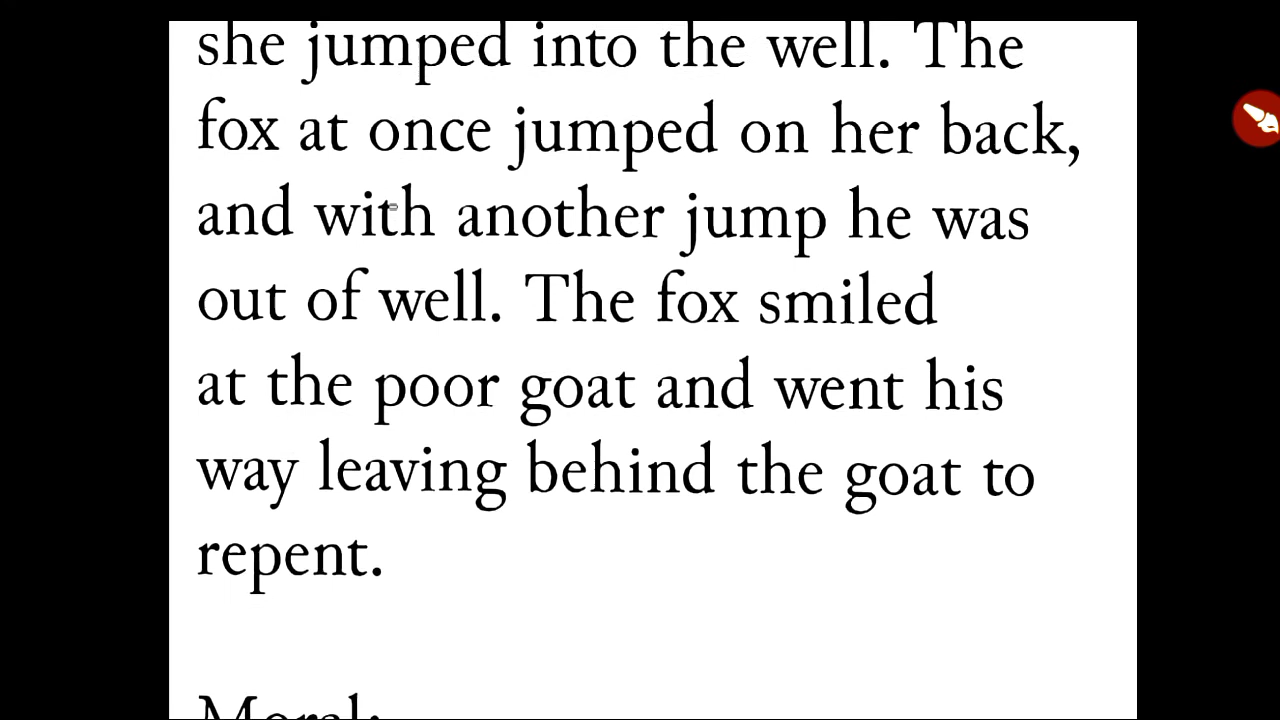 she jumped into the well. The
fox at once jumped on her back,
and with another jump he was
out of well. The fox smiled
at the poor goat and went his
way leaving behind the goat to
repent.
Moral: